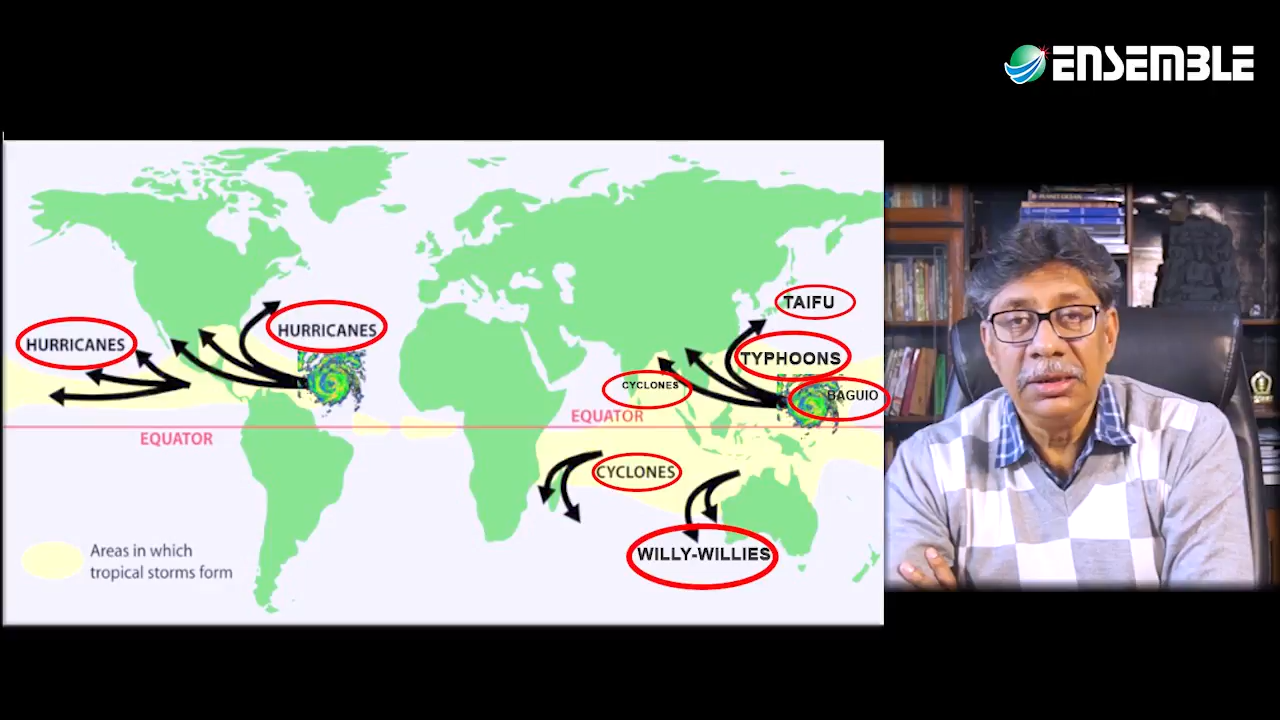 ENSEMBLE
TAIFU
HURRICANES
HURRICANES
TYPHOONS
CYCLONES
BAGUIO
EQUATOR
EQUATOR
CYCLONES
WILLY-WILLIES
Areas in which
tropical storms form